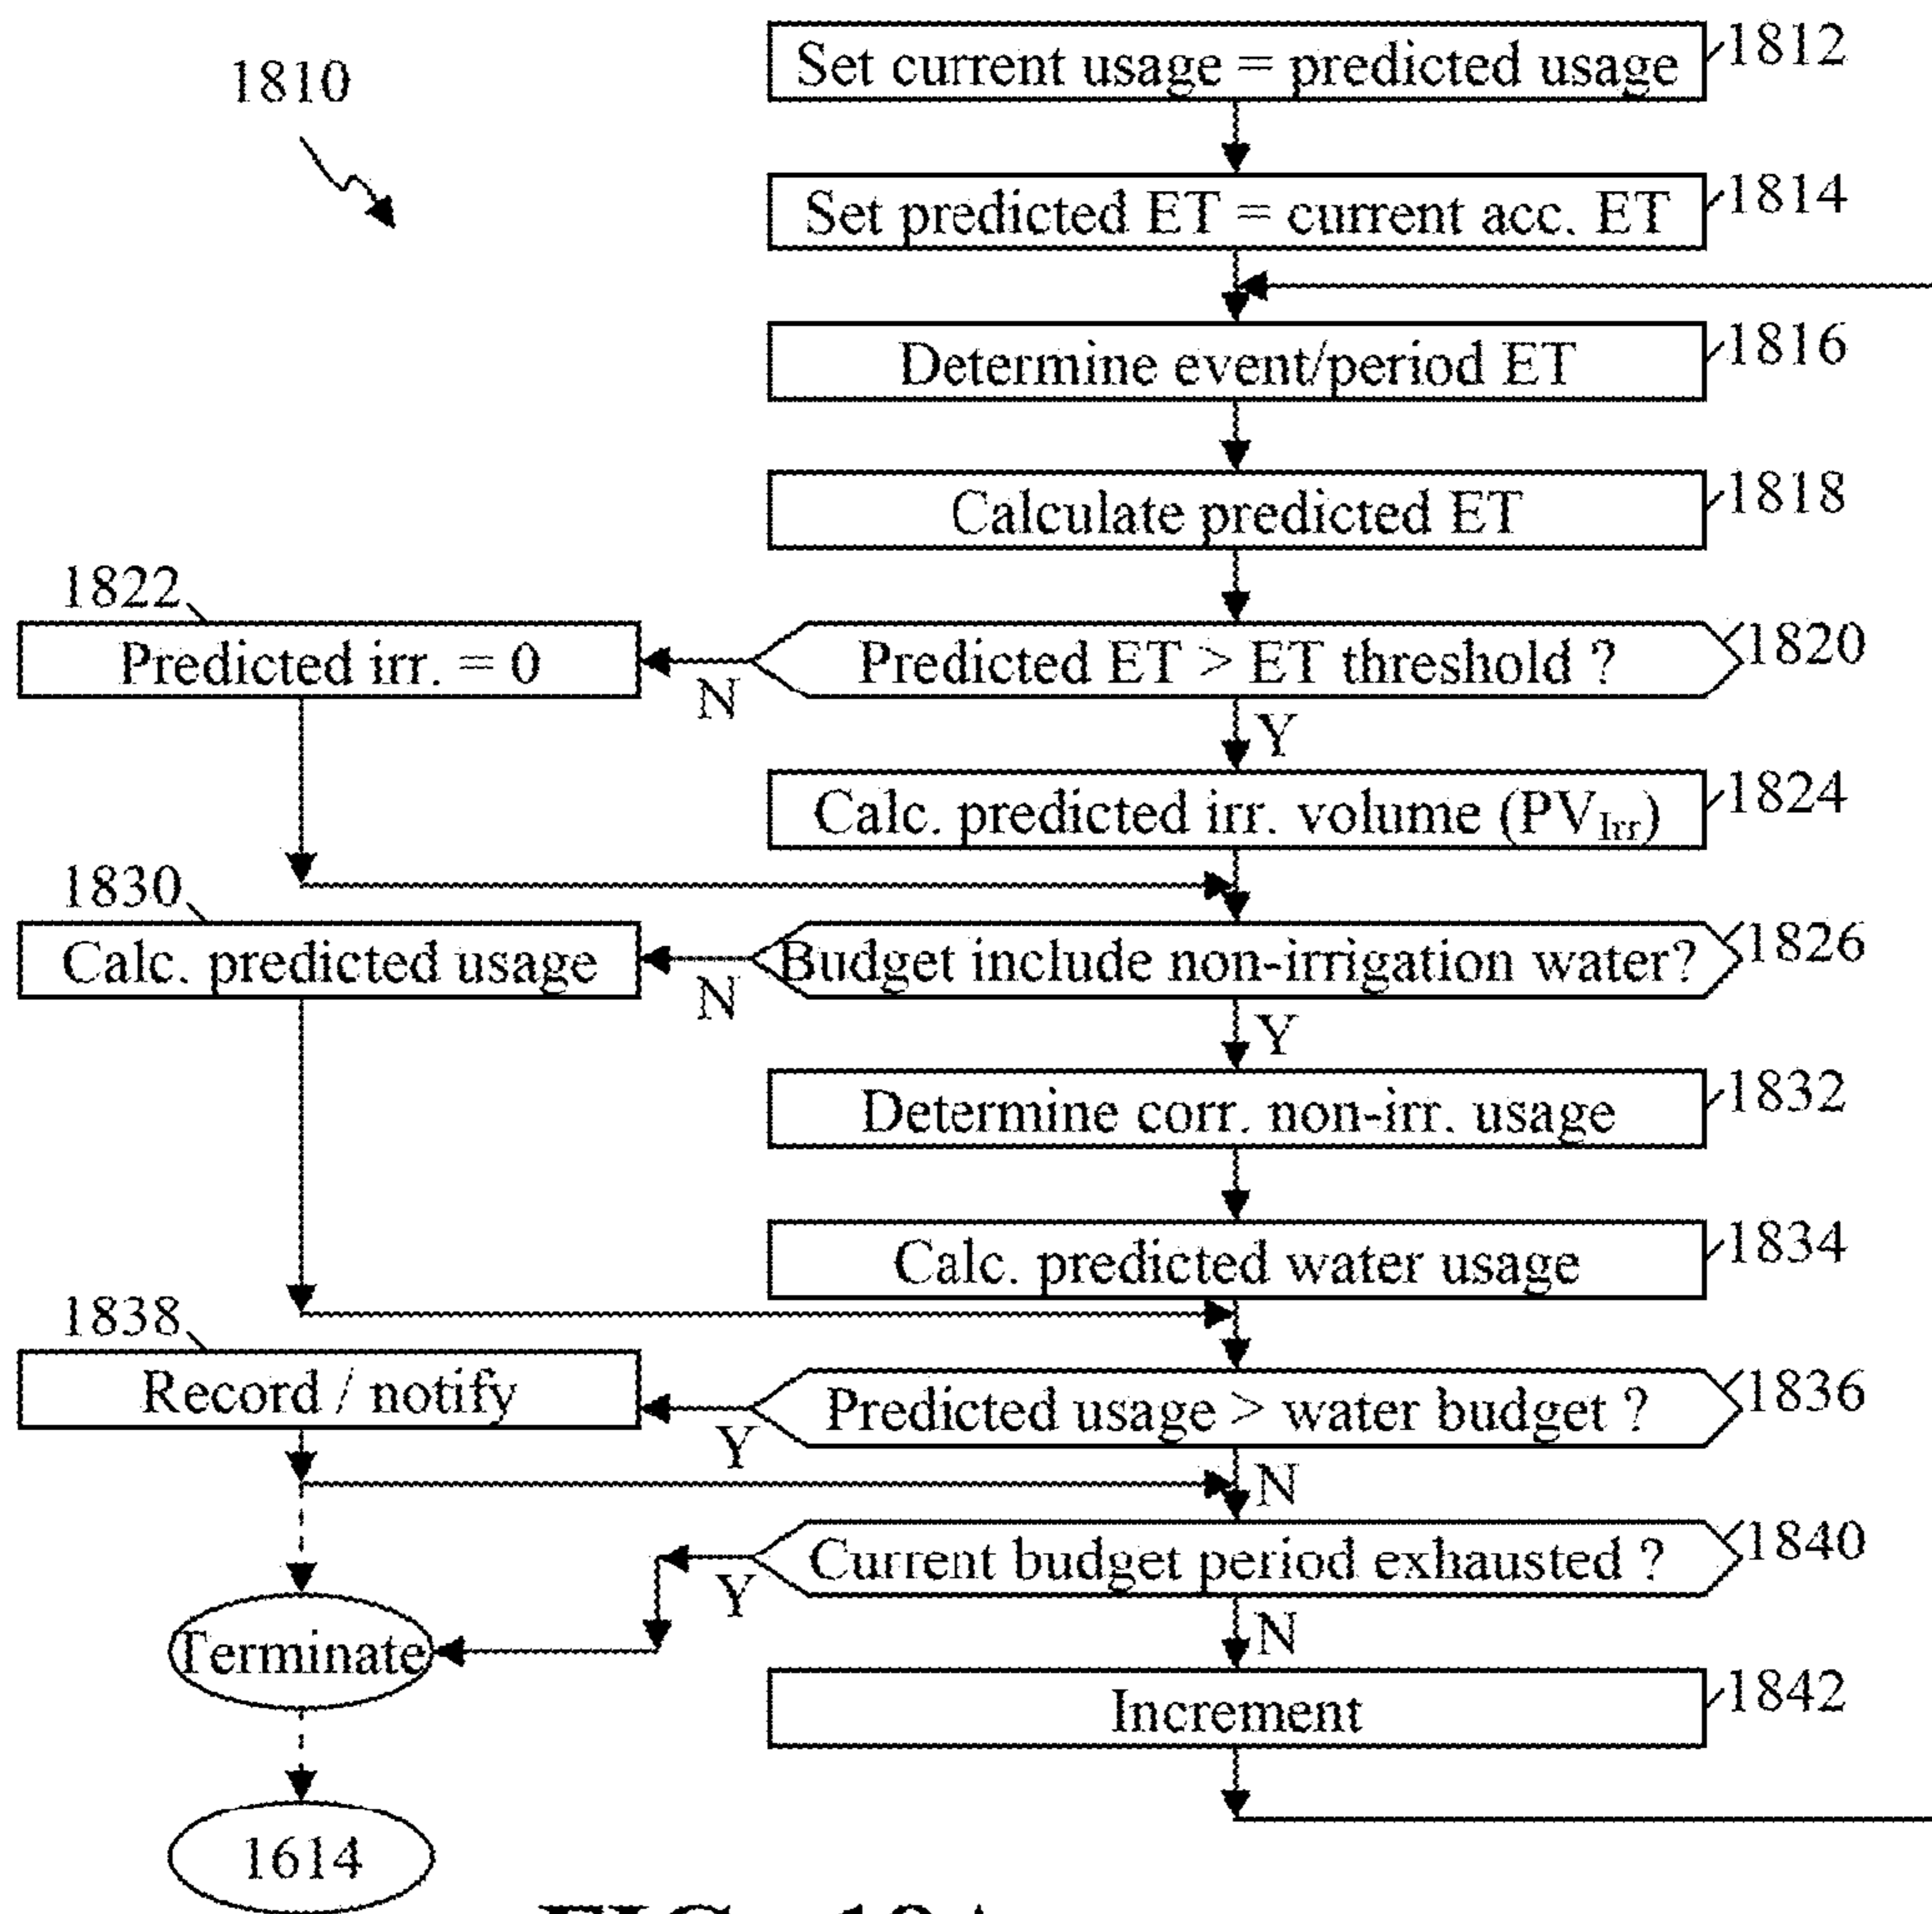 1810
Set current usage = predicted usage
1812
Set predicted ET = current acc. ET
1814
Determine event/period ET
1816
Calculate predicted ET
1818
1822
Predicted irr. = 0
N
Predicted ET > ET threshold ?
1820
Y
Calc. predicted irr. volume (PVIrr)
1824
1830
Calc. predicted usage
N
Budget include non-irrigation water?
1826
Y
Determine corr. non-irr. usage
1832
Calc. predicted water usage
1834
1838
Record / notify
Y
Predicted usage > water budget ?
1836
N
Current budget period exhausted ?
1840
Y
N
Terminate
Increment
1842
1614